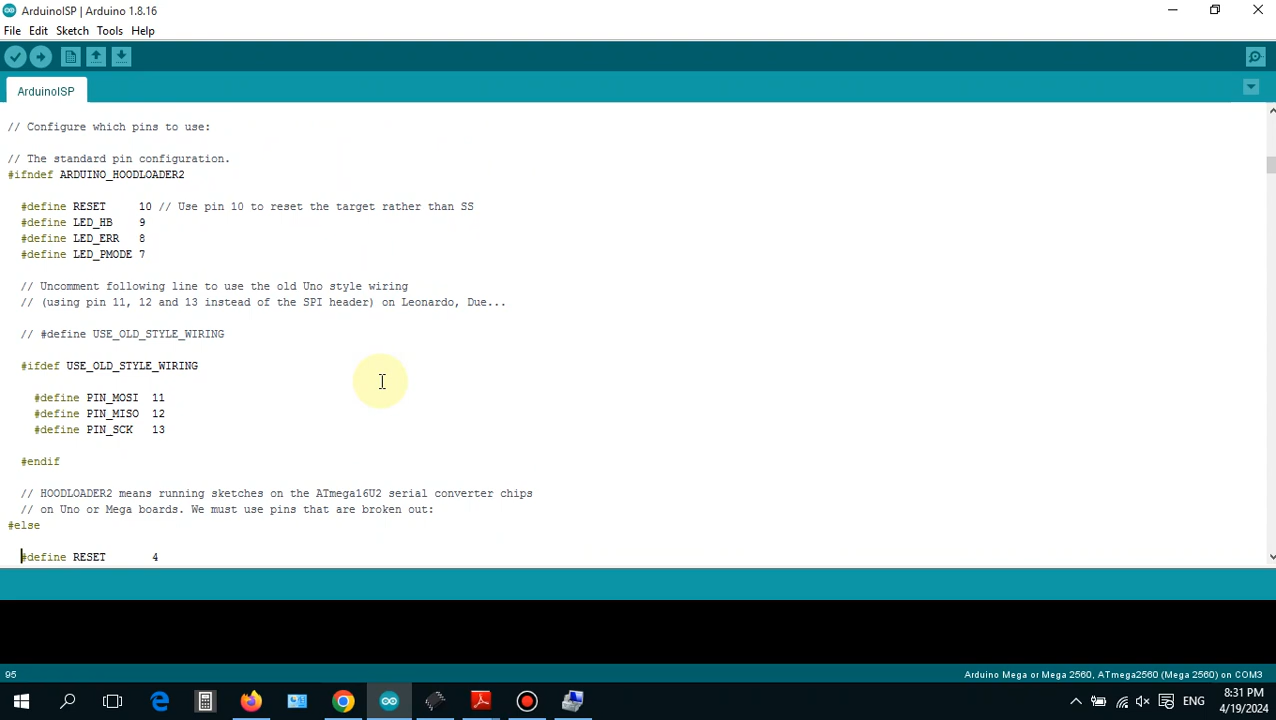 ArduinoISP | Arduino 1.8.16
File Edit Sketch Tools Help
ArduinoISP
// Configure which pins to use:
// The standard pin configuration.
#ifndef ARDUINO_HOODLOADER2
#define RESET     10 // Use pin 10 to reset the target rather than SS
#define LED_HB    9
#define LED_ERR   8
#define LED_PMODE 7
// Uncomment following line to use the old Uno style wiring
// (using pin 11, 12 and 13 instead of the SPI header) on Leonardo, Due...
// #define USE_OLD_STYLE_WIRING
#ifdef USE_OLD_STYLE_WIRING
#define PIN_MOSI  11
#define PIN_MISO  12
#define PIN_SCK   13
#endif
// HOODLOADER2 means running sketches on the ATmega16U2 serial converter chips
// on Uno or Mega boards. We must use pins that are broken out:
#else
#define RESET       4
95
Arduino Mega or Mega 2560, ATmega2560 (Mega 2560) on COM3
ENG
8:31 PM
4/19/2024